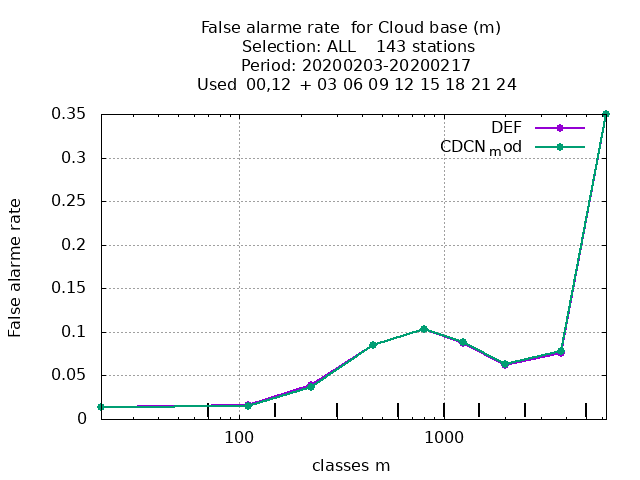 False alarme rate  for Cloud base (m)
Selection: ALL    143 stations
Period: 20200203-20200217
Used  00,12  + 03 06 09 12 15 18 21 24
DEF
CDCNmod
False alarme rate
0.35
0.3
0.25
0.2
0.15
0.1
0.05
0
100
1000
classes m